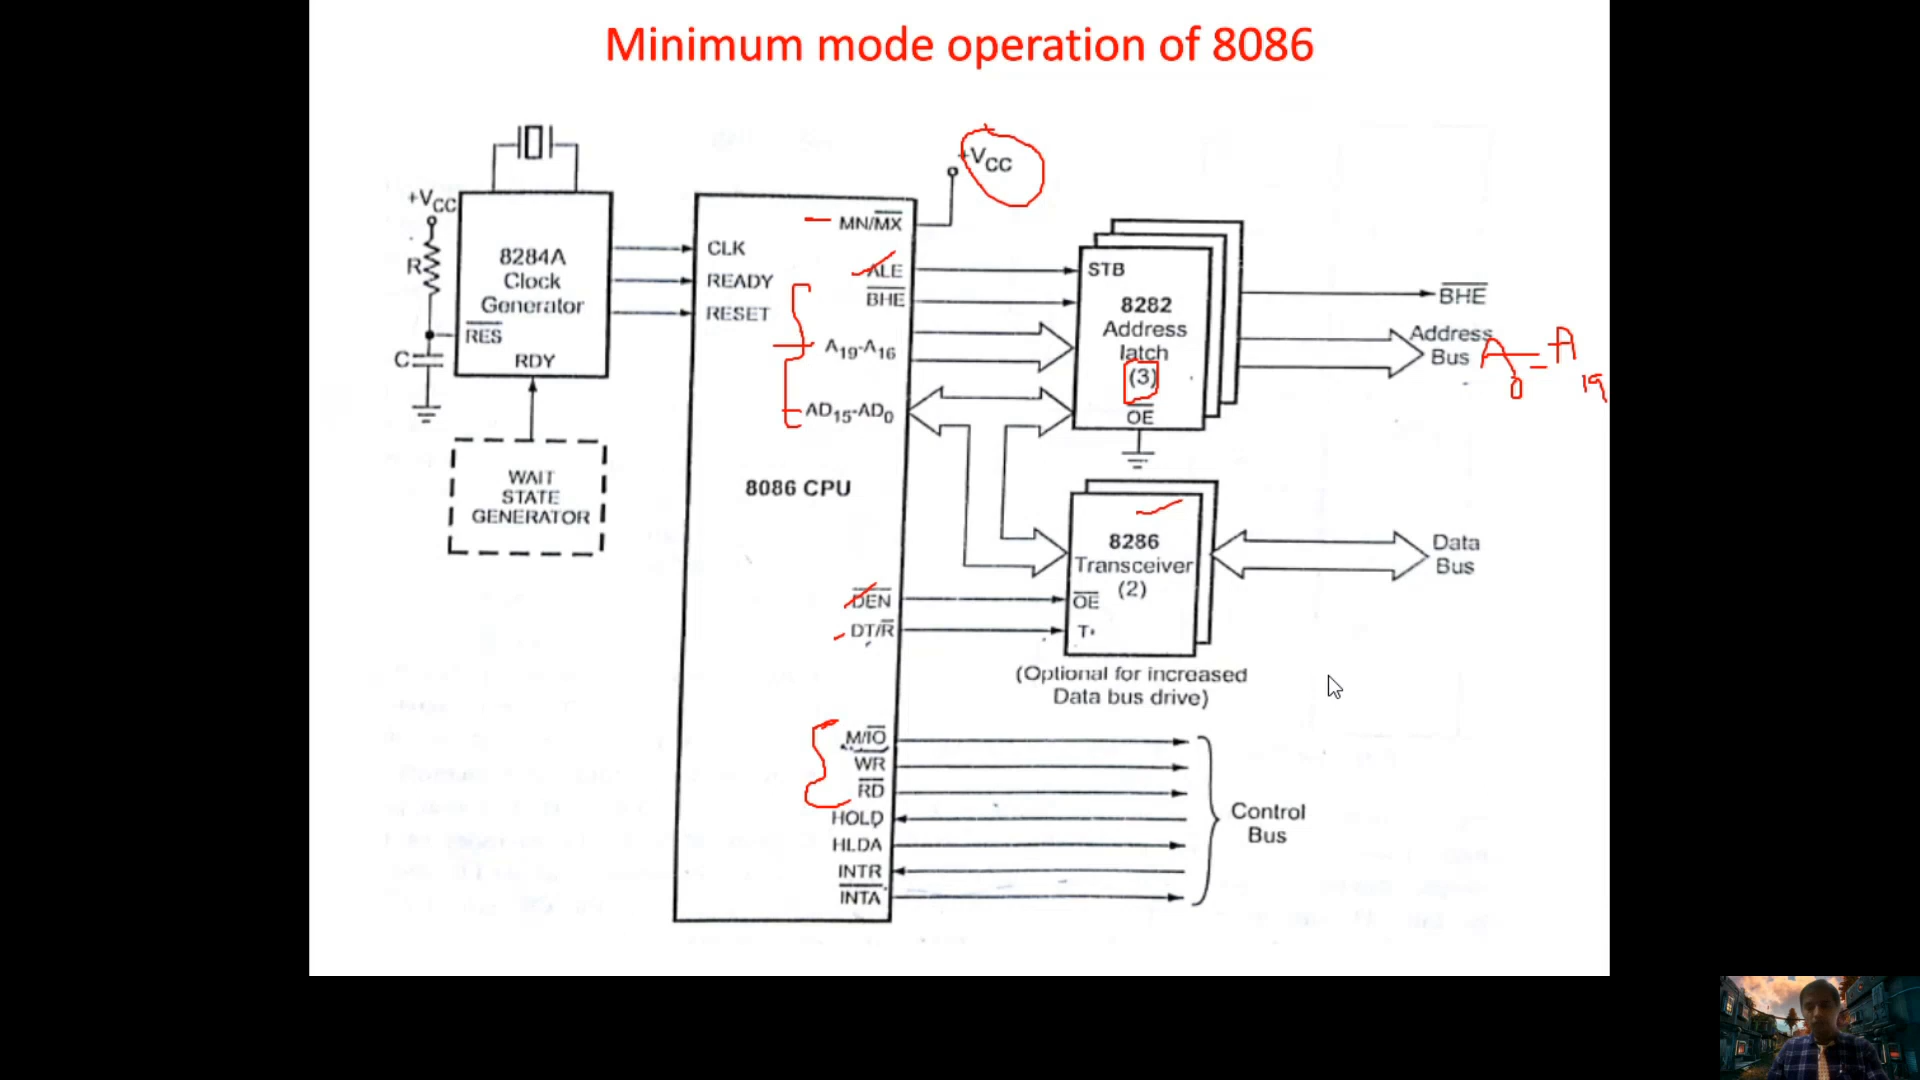 Minimum mode operation of 8086
+VCC
+VCC
8284A
Clock
Generator
R
C
RES
RDY
WAIT
STATE
GENERATOR
CLK
READY
RESET
MN/MX
ALE
BHE
A19-A16
AD15-AD0
8086 CPU
DEN
DT/R
M/IO
WR
RD
HOLD
HLDA
INTR
INTA
STB
8282
Address
latch
(3)
OE
BHE
Address
Bus
A0 – A19
8286
Transceiver
(2)
OE
T
Data
Bus
(Optional for increased
Data bus drive)
Control
Bus